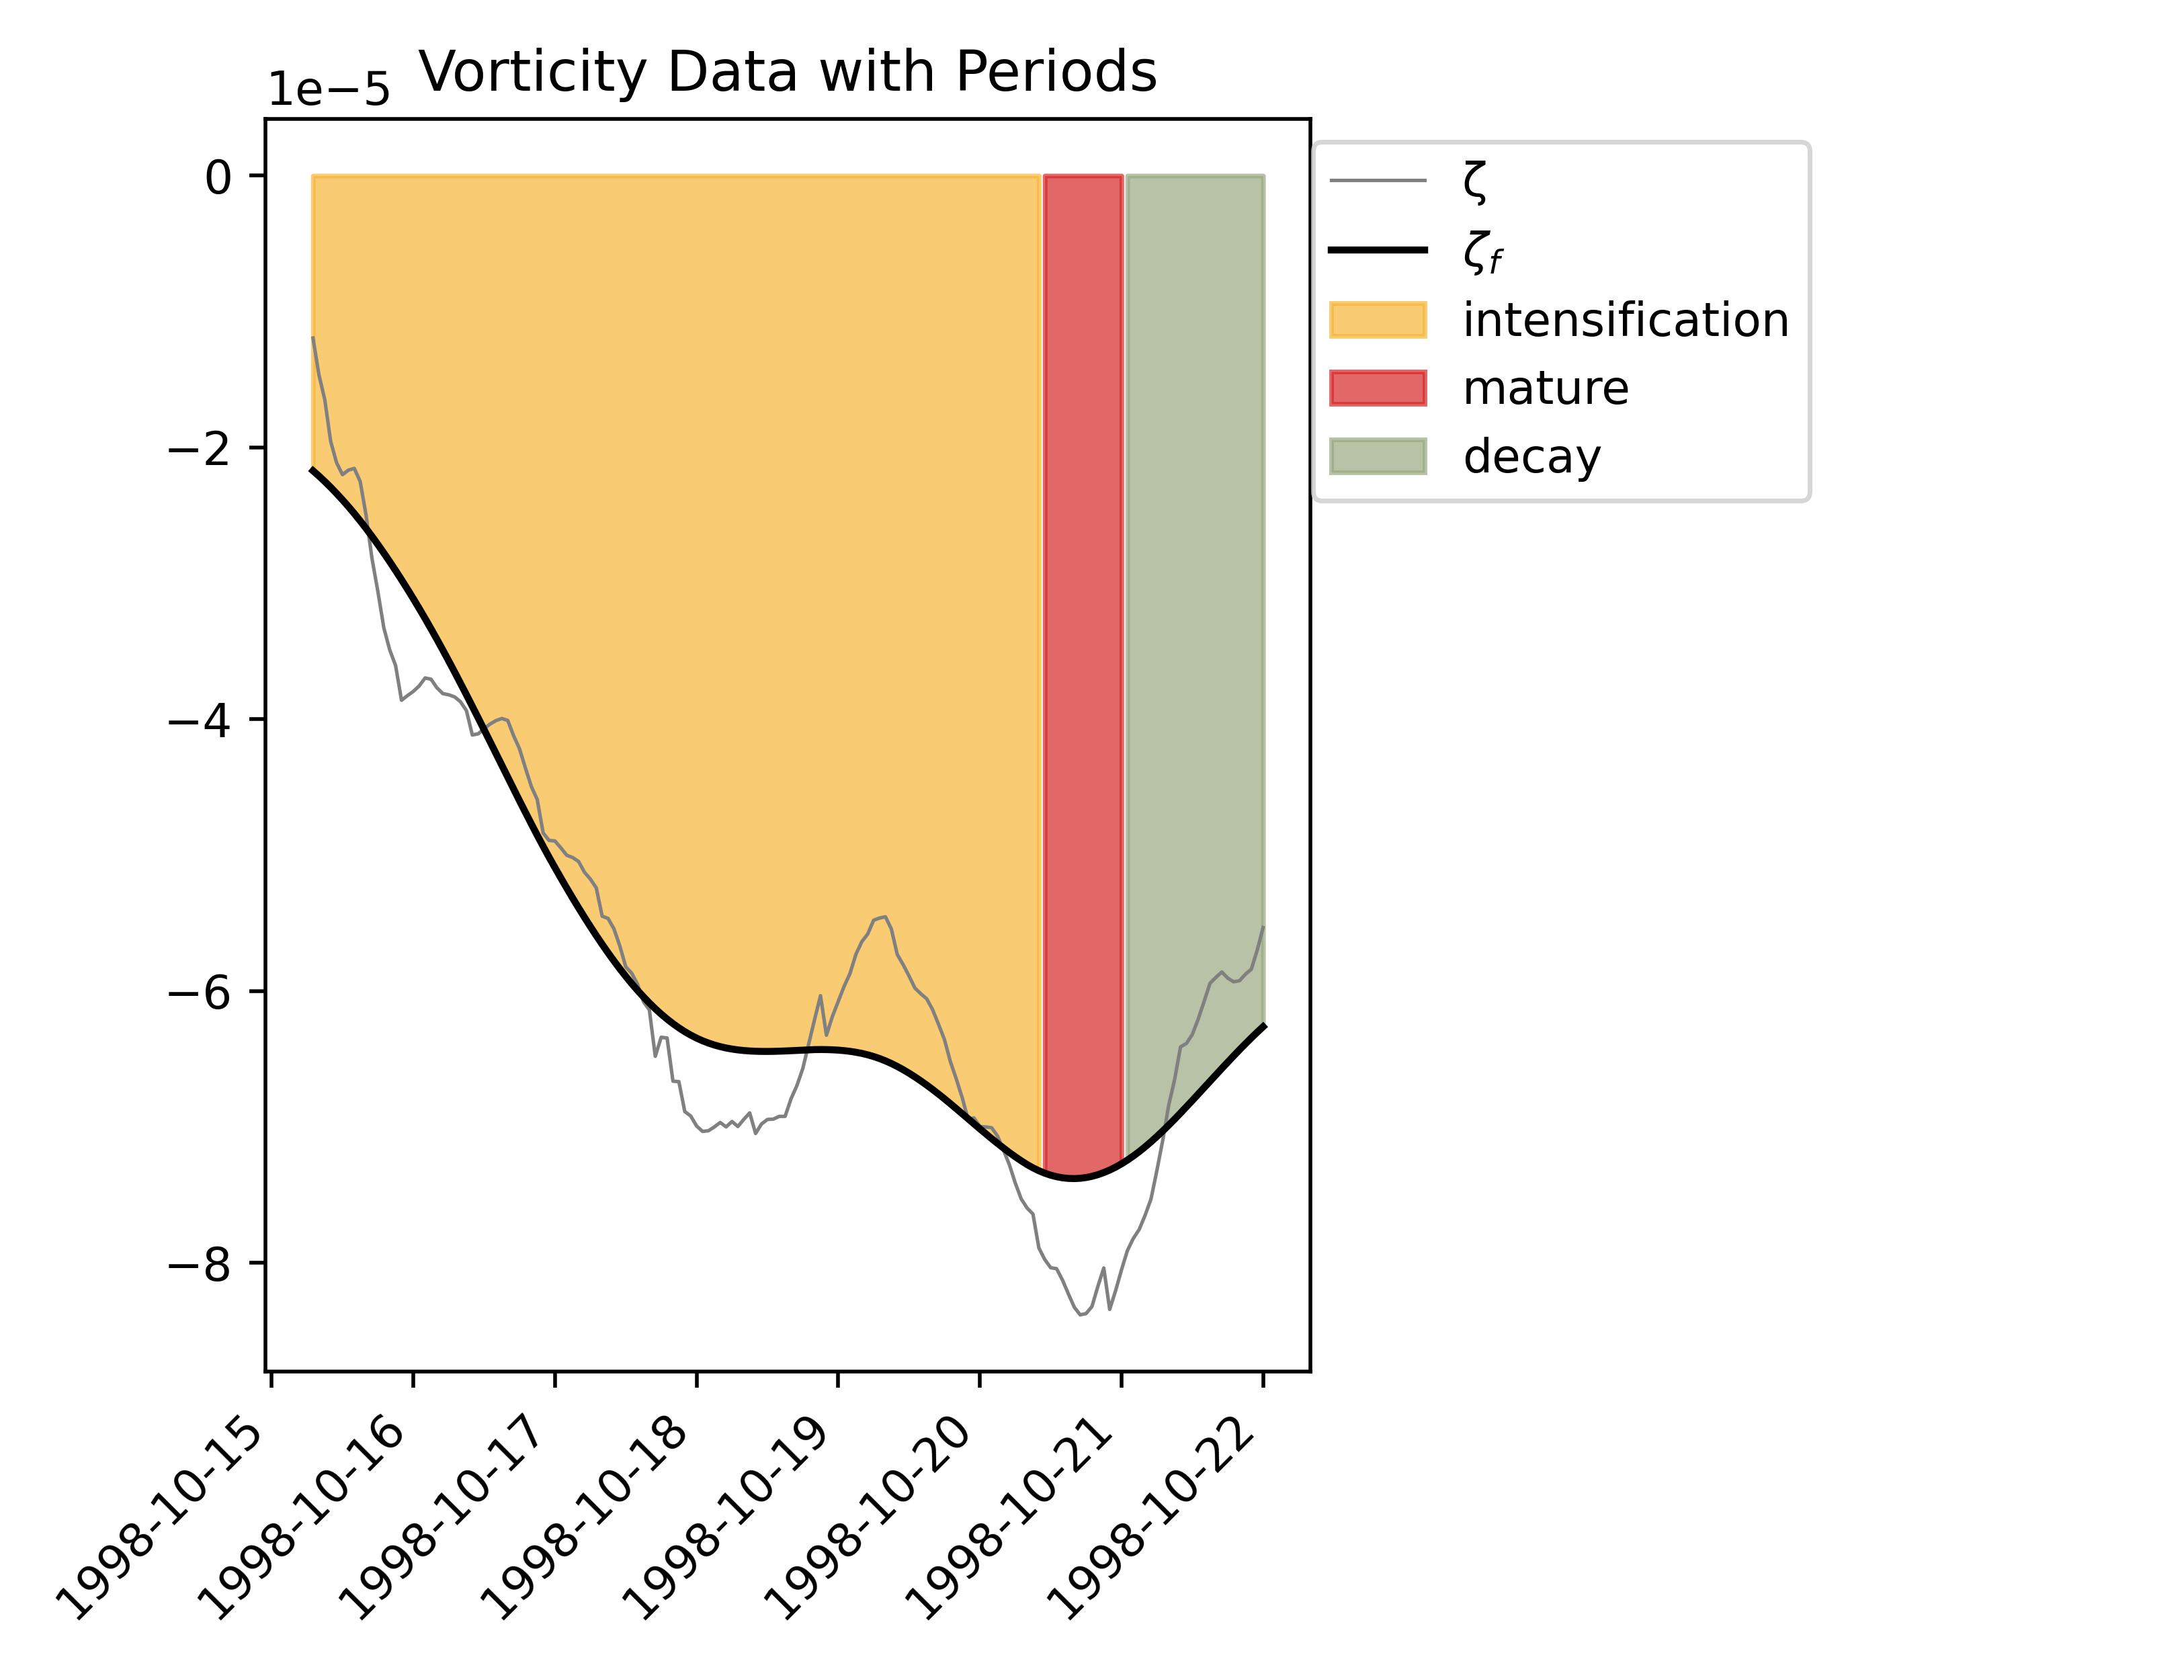 Vorticity Data with Periods
1e−5
0
−2
−4
−6
−8
1998-10-15
1998-10-16
1998-10-17
1998-10-18
1998-10-19
1998-10-20
1998-10-21
1998-10-22
ζ
ζf
intensification
mature
decay